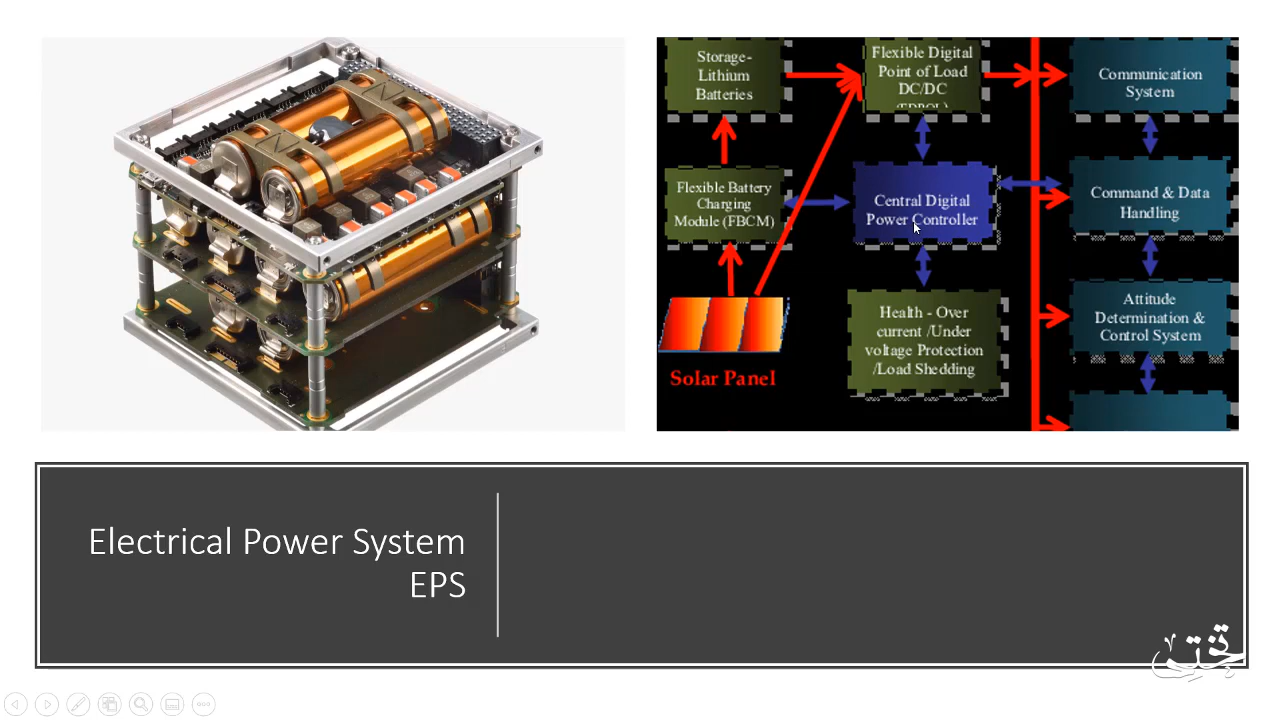 Storage-
Lithium
Batteries
Flexible Digital
Point of Load
DC/DC
Communication
System
Flexible Battery
Charging
Module (FBCM)
Central Digital
Power Controller
Command & Data
Handling
Solar Panel
Health - Over
current /Under
voltage Protection
/Load Shedding
Attitude
Determination &
Control System
Electrical Power System
EPS